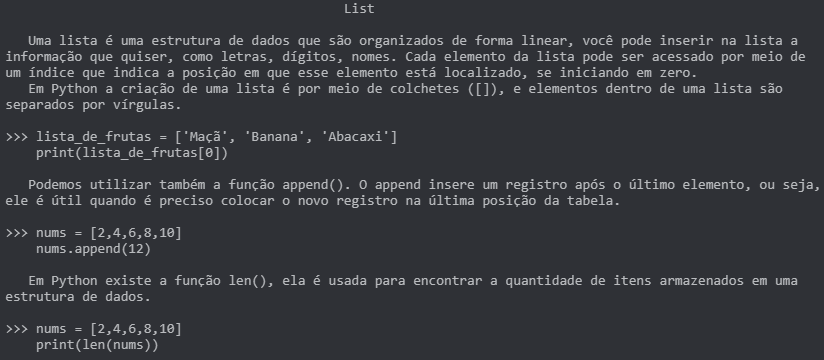 List
Uma lista é uma estrutura de dados que são organizados de forma linear, você pode inserir na lista a
informação que quiser, como letras, dígitos, nomes. Cada elemento da lista pode ser acessado por meio de
um índice que indica a posição em que esse elemento está localizado, se iniciando em zero.
Em Python a criação de uma lista é por meio de colchetes ([]), e elementos dentro de uma lista são
separados por vírgulas.
>>> lista_de_frutas = ['Maçã', 'Banana', 'Abacaxi']
print(lista_de_frutas[0])
Podemos utilizar também a função append(). O append insere um registro após o último elemento, ou seja,
ele é útil quando é preciso colocar o novo registro na última posição da tabela.
>>> nums = [2,4,6,8,10]
nums.append(12)
Em Python existe a função len(), ela é usada para encontrar a quantidade de itens armazenados em uma
estrutura de dados.
>>> nums = [2,4,6,8,10]
print(len(nums))